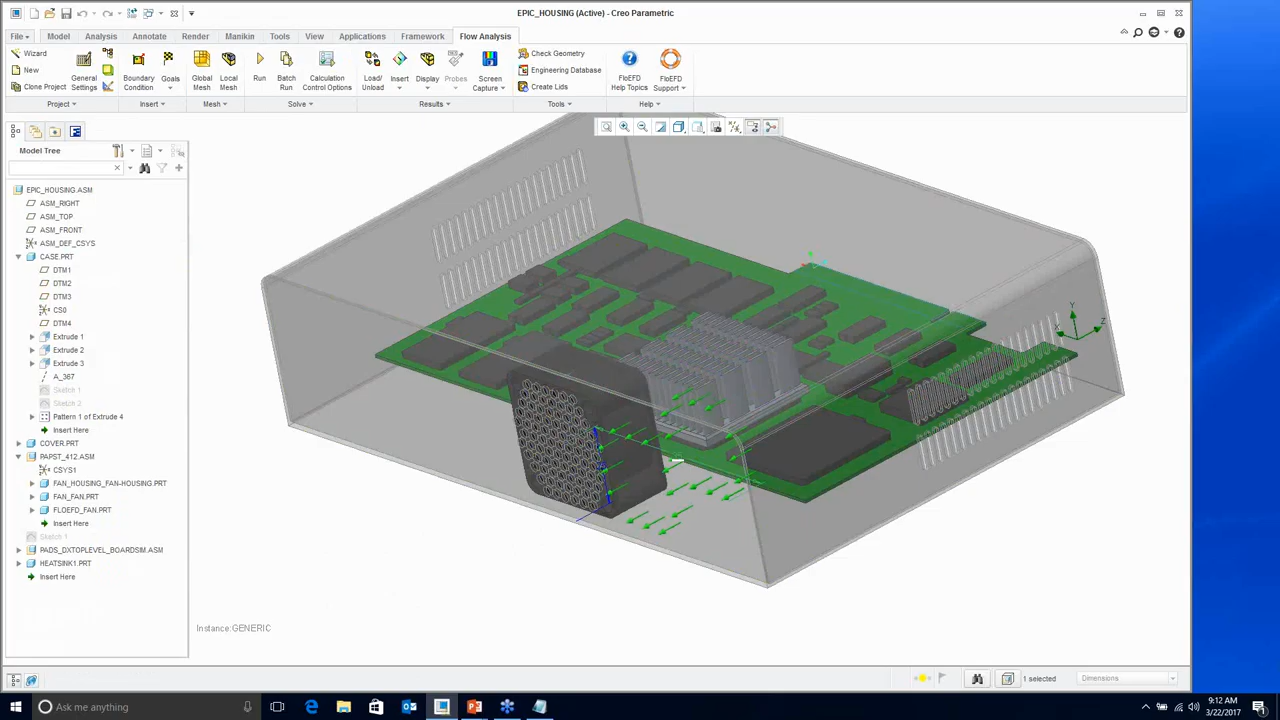 EPIC_HOUSING (Active) - Creo Parametric
File
Model
Analysis
Annotate
Render
Manikin
Tools
View
Applications
Framework
Flow Analysis
Wizard
New
Clone Project
General
Settings
Boundary
Condition
Goals
Global
Mesh
Local
Mesh
Run
Batch
Run
Calculation
Control Options
Load/
Unload
Insert
Display
Probes
Screen
Capture
Check Geometry
Engineering Database
Create Lids
FloEFD
Help Topics
FloEFD
Support
Project
Insert
Mesh
Solve
Results
Tools
Help
Model Tree
EPIC_HOUSING.ASM
ASM_RIGHT
ASM_TOP
ASM_FRONT
ASM_DEF_CSYS
CASE.PRT
DTM1
DTM2
DTM3
CS0
DTM4
Extrude 1
Extrude 2
Extrude 3
A_367
Sketch 1
Sketch 2
Pattern 1 of Extrude 4
Insert Here
COVER.PRT
PAPST_412.ASM
CSYS1
FAN_HOUSING_FAN-HOUSING.PRT
FAN_FAN.PRT
FLOEFD_FAN.PRT
Insert Here
Sketch 1
PADS_DXTOPLEVEL_BOARDSIM.ASM
HEATSINK1.PRT
Insert Here
Y
X
Z
Instance:GENERIC
1 selected
Dimensions
Ask me anything
9:12 AM
3/22/2017